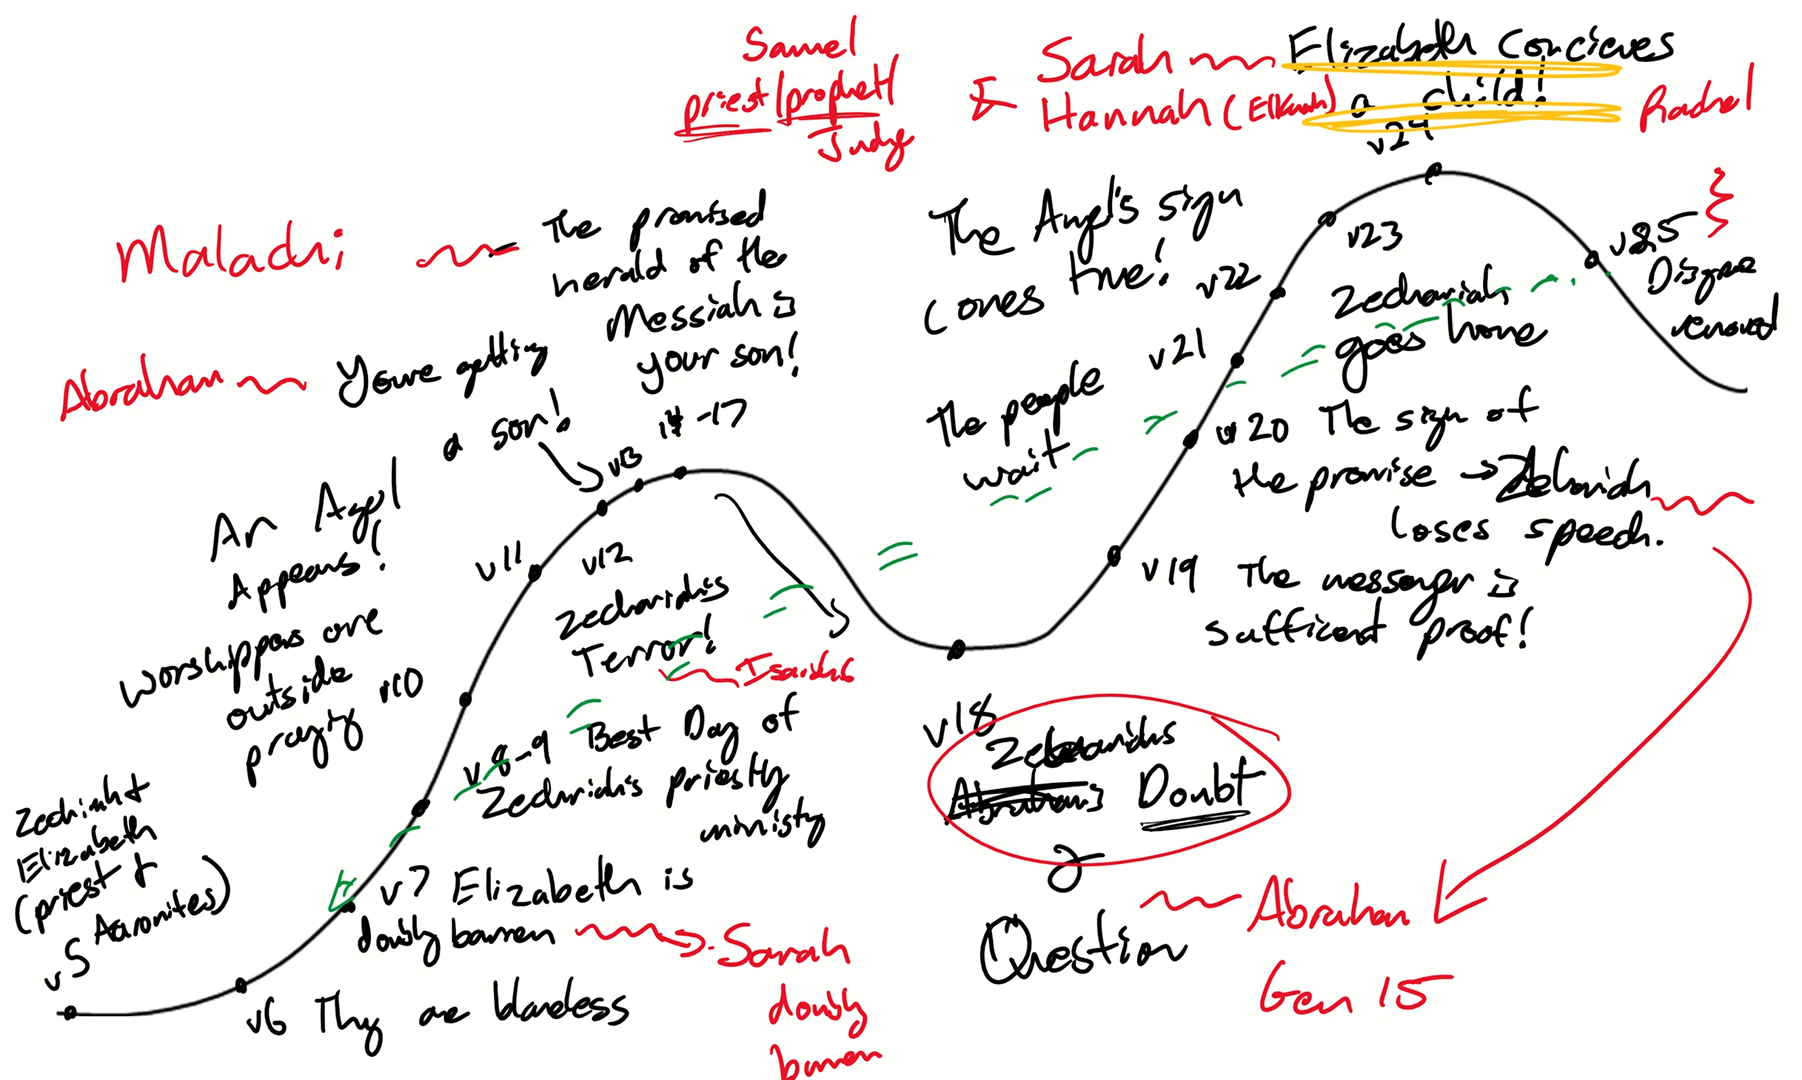 Samuel
priest/prophet/
Judge
&
Sarah
Hannah (Elkanah)
Elizabeth Concieves
a child!
v24
Rachel
Malachi
The promised
herald of the
Messiah is
your son!
Abraham
Youre getting
a son!
v13
14-17
The Angel's sign
comes true!
v22
v23
Zechariah
goes home
v25
Disgrace
removed
The people
wait
v21
v20 The sign of
the promise → Zechariah
loses speech.
v19 The messenger is
sufficent proof!
An Angel
Appears!
v11
v12
Zechariah's
Terror!
Isaiah 6
Worshippers are
outside
praying v10
v8-9 Best Day of
Zechariah's priestly
ministry
Zechariah &
Elizabeth
(priest &
Aaronites)
v5
v7 Elizabeth is
doubly barren
Sarah
doubly
barren
v6 They are blameless
v18
Zechariah's
Abraham's Doubt
&
Question
Abraham
Gen 15